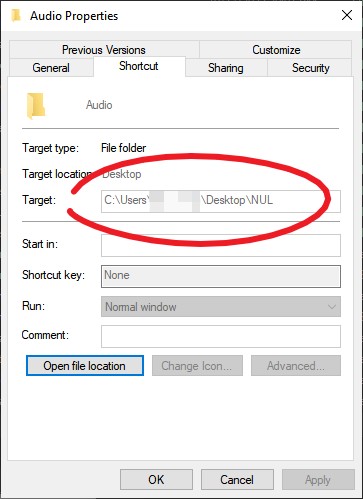 Audio Properties
Previous Versions
Customize
General
Shortcut
Sharing
Security
Audio
Target type:
File folder
Target location:
Desktop
Target:
C:\Users\ \Desktop\NUL
Start in:
Shortcut key:
None
Run:
Normal window
Comment:
Open file location
Change Icon...
Advanced...
OK
Cancel
Apply